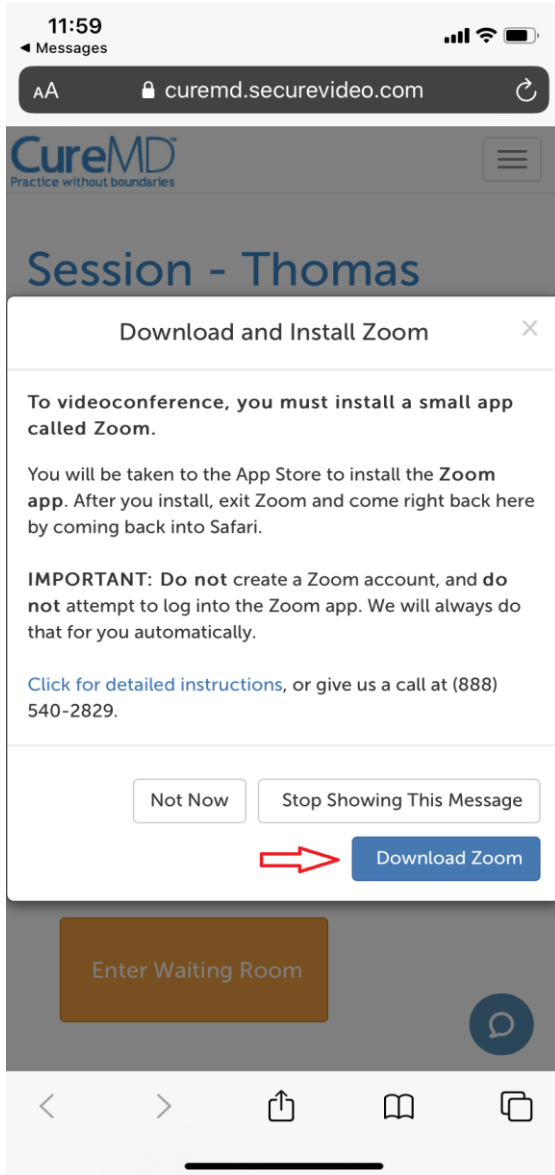 11:59
◀ Messages
AA curemd.securevideo.com
CureMD™
Practice without boundaries
Session - Thomas
Download and Install Zoom ×
To videoconference, you must install a small app
called Zoom.
You will be taken to the App Store to install the Zoom
app. After you install, exit Zoom and come right back here
by coming back into Safari.
IMPORTANT: Do not create a Zoom account, and do
not attempt to log into the Zoom app. We will always do
that for you automatically.
Click for detailed instructions, or give us a call at (888)
540-2829.
Not Now Stop Showing This Message
Download Zoom
Enter Waiting Room